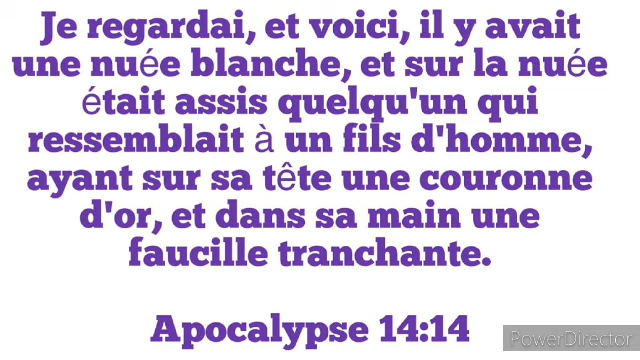 Je regardai, et voici, il y avait
une nuée blanche, et sur la nuée
était assis quelqu'un qui
ressemblait à un fils d'homme,
ayant sur sa tête une couronne
d'or, et dans sa main une
faucille tranchante.
Apocalypse 14:14
PowerDirector